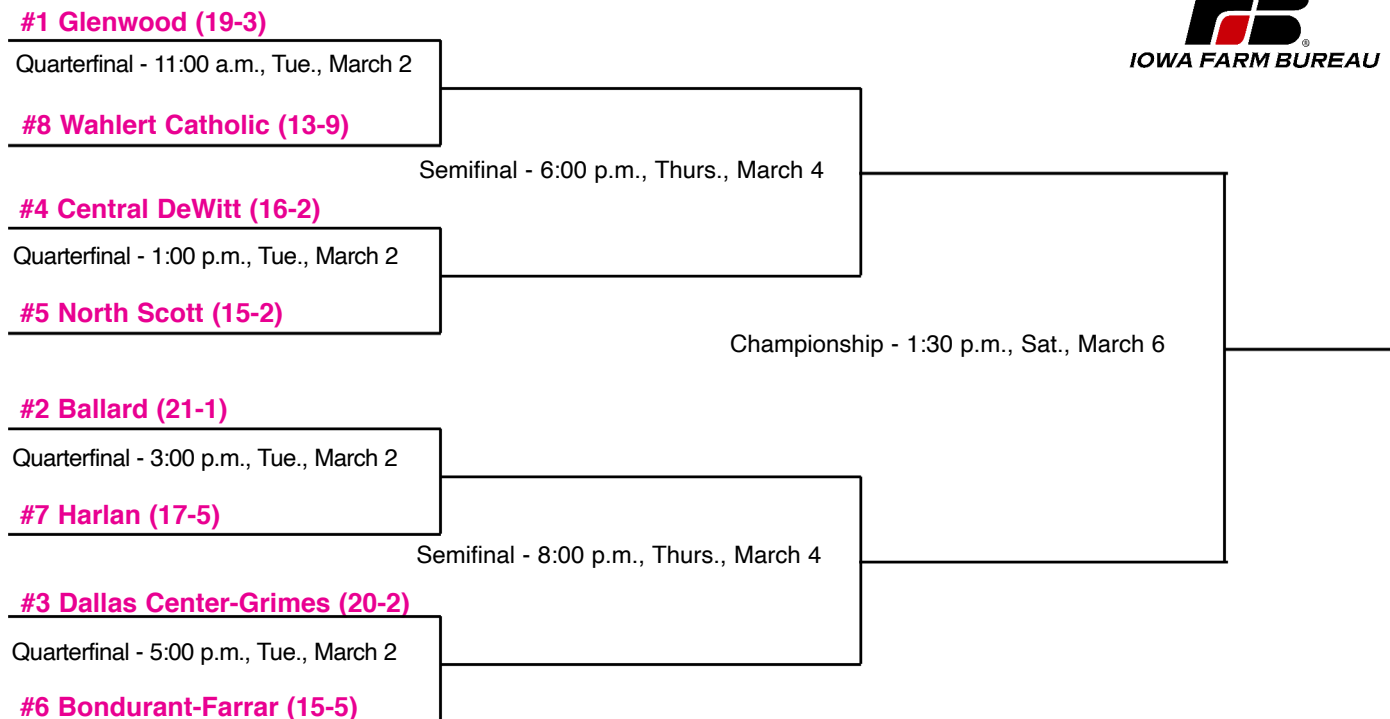 #1 Glenwood (19-3)
Quarterfinal - 11:00 a.m., Tue., March 2
#8 Wahlert Catholic (13-9)
Semifinal - 6:00 p.m., Thurs., March 4
#4 Central DeWitt (16-2)
Quarterfinal - 1:00 p.m., Tue., March 2
#5 North Scott (15-2)
Championship - 1:30 p.m., Sat., March 6
#2 Ballard (21-1)
Quarterfinal - 3:00 p.m., Tue., March 2
#7 Harlan (17-5)
Semifinal - 8:00 p.m., Thurs., March 4
#3 Dallas Center-Grimes (20-2)
Quarterfinal - 5:00 p.m., Tue., March 2
#6 Bondurant-Farrar (15-5)
FB®
IOWA FARM BUREAU